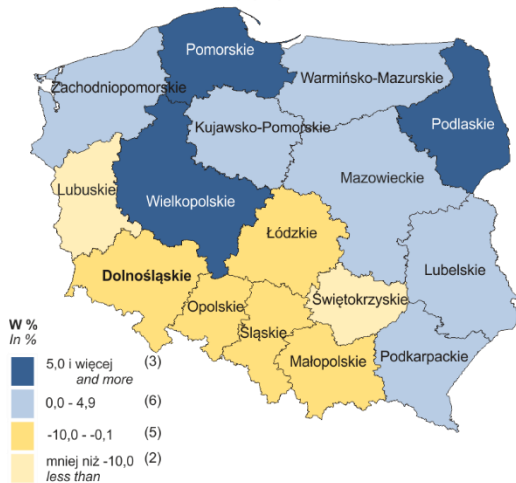 Pomorskie
Zachodniopomorskie
Warmińsko-Mazurskie
Kujawsko-Pomorskie
Podlaskie
Mazowieckie
Lubuskie
Wielkopolskie
Łódzkie
Lubelskie
Dolnośląskie
Opolskie
Świętokrzyskie
Śląskie
Małopolskie
Podkarpackie
W %
In %
5,0 i więcej (3)
and more
0,0 - 4,9 (6)
-10,0 - -0,1 (5)
mniej niż -10,0 (2)
less than